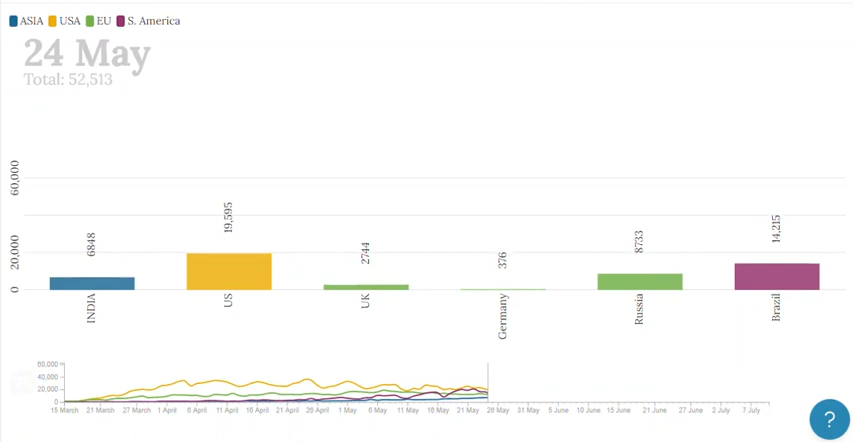 ASIA USA EU S. America
24 May
Total: 52,513
60,000
20,000
0
6848
19,595
2744
376
8733
14,215
INDIA
US
UK
Germany
Russia
Brazil
60,000
40,000
20,000
0
15 March 21 March 27 March 1 April 6 April 11 April 16 April 21 April 26 April 1 May 6 May 11 May 16 May 21 May 26 May 31 May 5 June 10 June 15 June 21 June 27 June 2 July 7 July
?